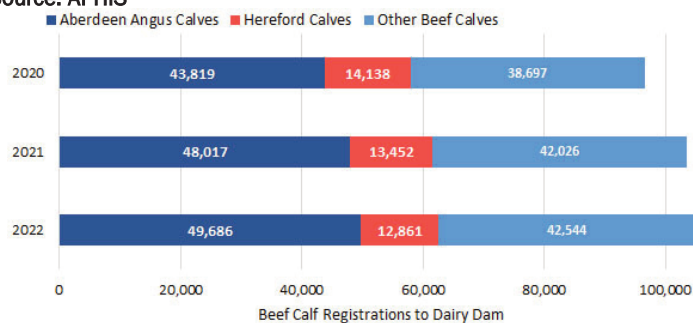 Source: APHIS
Aberdeen Angus Calves Hereford Calves Other Beef Calves
2020 43,819 14,138 38,697
2021 48,017 13,452 42,026
2022 49,686 12,861 42,544
0 20,000 40,000 60,000 80,000 100,000
Beef Calf Registrations to Dairy Dam